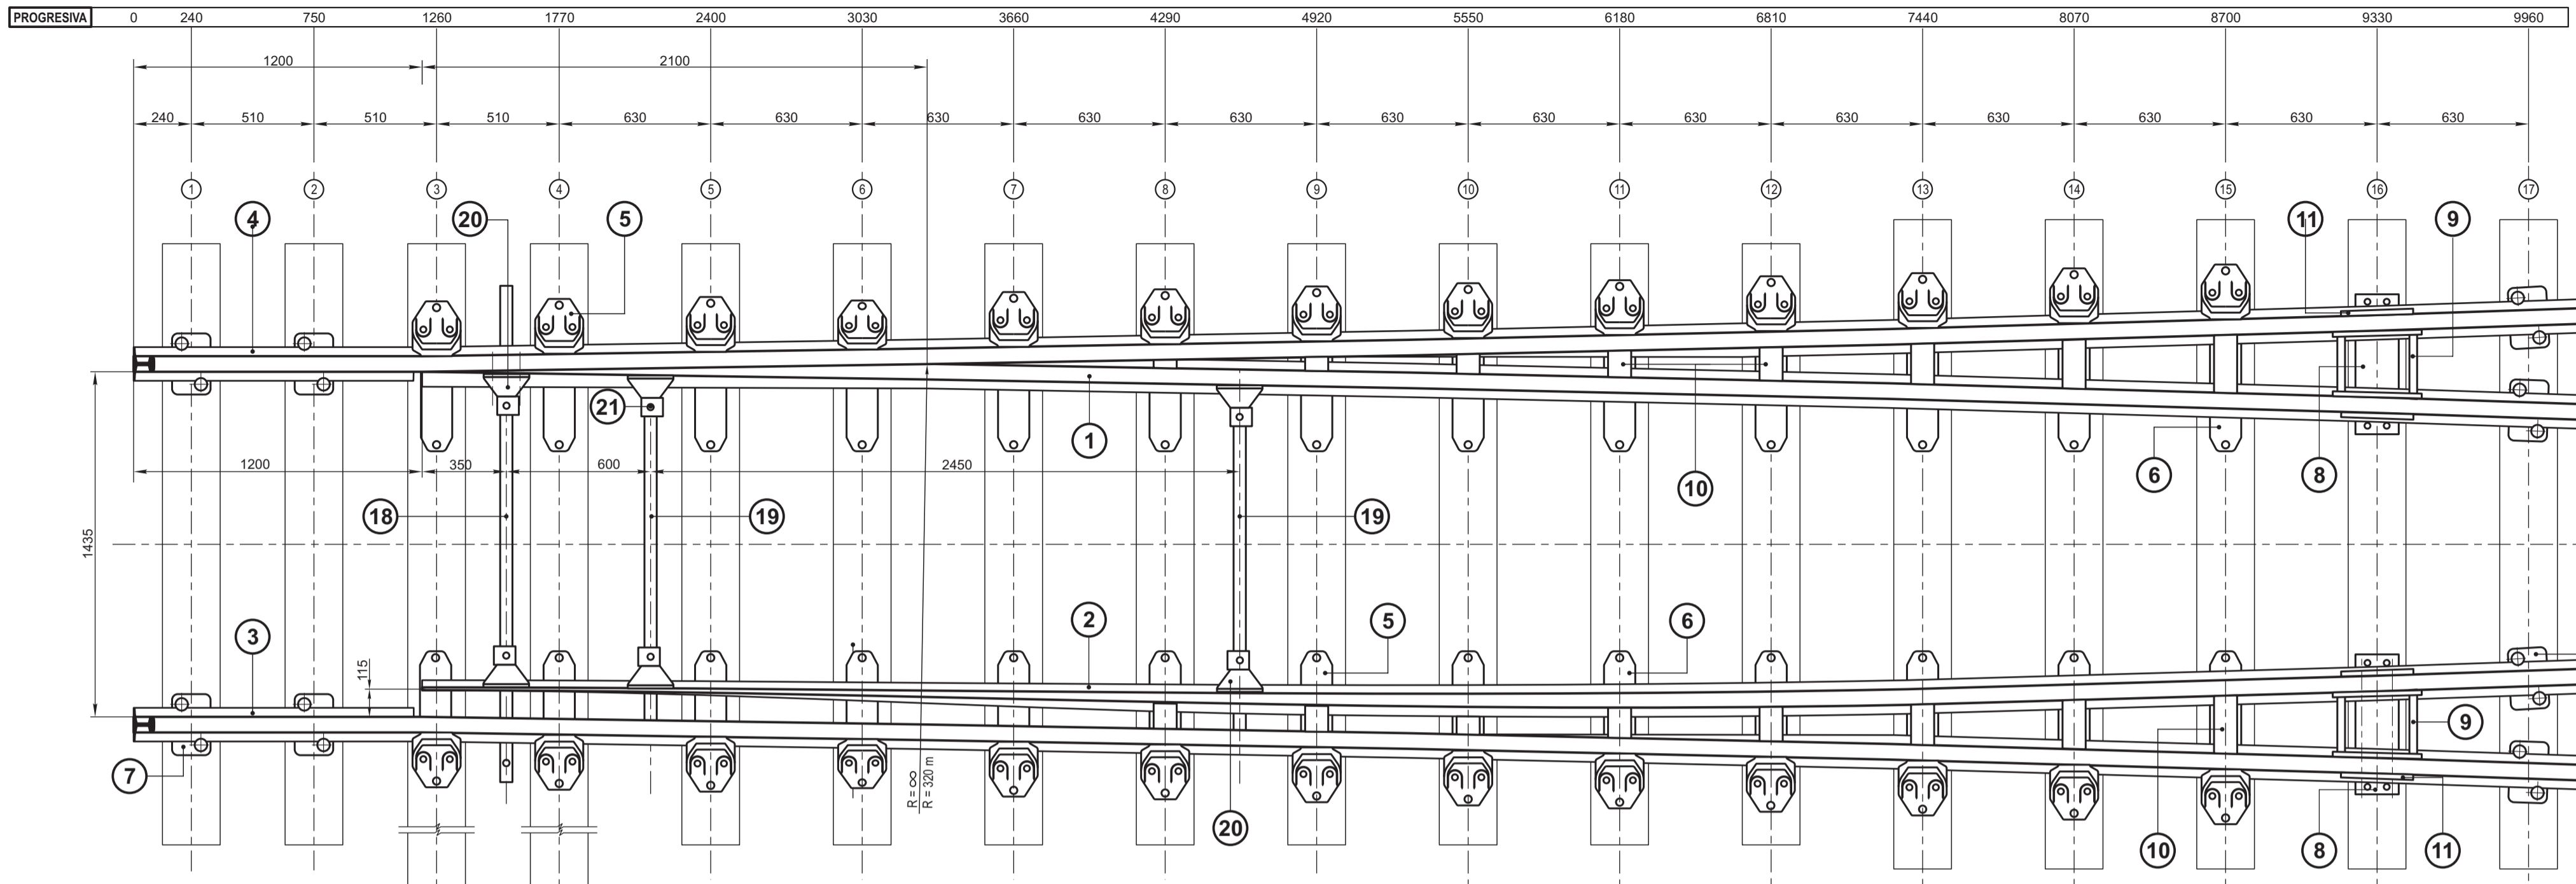 PROGRESIVA 0 240 750 1260 1770 2400 3030 3660 4290 4920 5550 6180 6810 7440 8070 8700 9330 9960
1200 2100
240 510 510 510 630 630 630 630 630 630 630 630 630 630 630 630 630
1 2 3 4 5 6 7 8 9 10 11 12 13 14 15 16 17
4 20 5 11 9
21
1
1200 350 600 2450
6 8
10
18 19 19
1435
3 2 5 6
115
9
7
R = ∞
R = 320 m
20 10 8 11